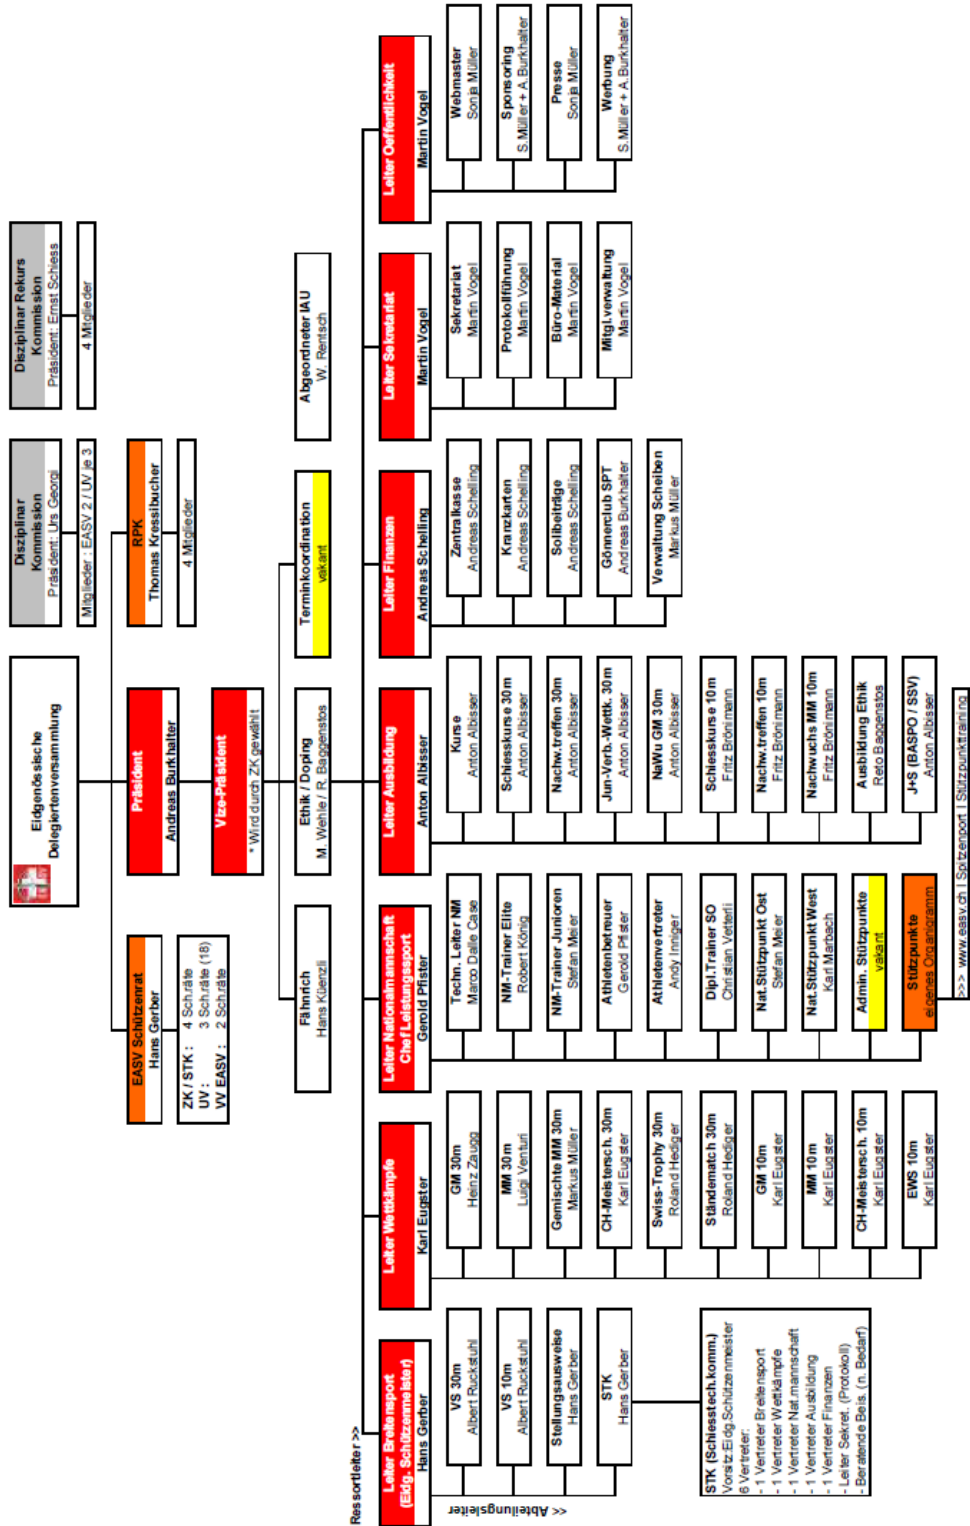 Eidgenössische
Delegiertenversammlung
Disziplinar
Kommission
Präsident: Urs Georgi
Mitglieder : EASV 2 / UV je 3
Disziplinar Rekurs
Kommission
Präsident: Ernst Schiess
4 Mitglieder
EASV Schützenrat
Hans Gerber
ZK / STK : 4 Sch.räte
UV : 3 Sch.räte (18)
VV EASV : 2 Sch.räte
Präsident
Andreas Burkhalter
RPK
Thomas Kressibucher
4 Mitglieder
Vize-Präsident
* Wird durch ZK gewählt
Fähnrich
Hans Küenzli
Ethik / Doping
M. Wehle / R. Baggenstos
Terminkoordination
vakant
Abgeordneter IAU
W. Rentsch
Ressortleiter >>
<< Abteilungsleiter
Leiter Breitensport
(Eidg. Schützenmeister)
Hans Gerber
VS 30m
Albert Ruckstuhl
VS 10m
Albert Ruckstuhl
Stellungsausweise
Hans Gerber
STK
Hans Gerber
STK (Schiesstech.komm.)
Vorsitz:Eidg.Schützenmeister
6 Vertreter:
- 1 Vertreter Breitensport
- 1 Vertreter Wettkämpfe
- 1 Vertreter Nat.mannschaft
- 1 Vertreter Ausbildung
- 1 Vertreter Finanzen
- Leiter Sekret. (Protokoll)
- Beratende Beis. (n. Bedarf)
Leiter Wettkämpfe
Karl Eugster
GM 30m
Heinz Zaugg
MM 30m
Luigi Venturi
Gemischte MM 30m
Markus Müller
CH-Meistersch. 30m
Karl Eugster
Swiss-Trophy 30m
Roland Hediger
Ständematch 30m
Roland Hediger
GM 10m
Karl Eugster
MM 10m
Karl Eugster
CH-Meistersch. 10m
Karl Eugster
EWS 10m
Karl Eugster
Leiter Nationalmannschaft
Chef Leistungssport
Gerold Pfister
Techn. Leiter NM
Marco Dalle Case
NM-Trainer Elite
Robert König
NM-Trainer Junioren
Stefan Meier
Athletenbetreuer
Gerold Pfister
Athletenvertreter
Andy Inniger
Dipl.Trainer SO
Christian Vetterli
Nat.Stützpunkt Ost
Stefan Meier
Nat.Stützpunkt West
Karl Marbach
Admin. Stützpunkte
vakant
Stützpunkte
eigenes Organigramm
>>> www.easv.ch I Spitzenport I Stützpunkttraining
Leiter Ausbildung
Anton Albisser
Kurse
Anton Albisser
Schiesskurse 30m
Anton Albisser
Nachw.treffen 30m
Anton Albisser
Jun-Verb.-Wettk. 30m
Anton Albisser
NaWu GM 30m
Anton Albisser
Schiesskurse 10m
Fritz Brönimann
Nachw.treffen 10m
Fritz Brönimann
Nachwuchs MM 10m
Fritz Brönimann
Ausbildung Ethik
Reto Baggenstos
J+S (BASPO / SSV)
Anton Albisser
Leiter Finanzen
Andreas Schelling
Zentralkasse
Andreas Schelling
Kranzkarten
Andreas Schelling
Solibeiträge
Andreas Schelling
Gönnerclub SPT
Andreas Burkhalter
Verwaltung Scheiben
Markus Müller
Leiter Sekretariat
Martin Vogel
Sekretariat
Martin Vogel
Protokollführung
Martin Vogel
Büro-Material
Martin Vogel
Mitgl.verwaltung
Martin Vogel
Leiter Oeffentlichkeit
Martin Vogel
Webmaster
Sonja Müller
Sponsoring
S.Müller + A.Burkhalter
Presse
Sonja Müller
Werbung
S.Müller + A.Burkhalter